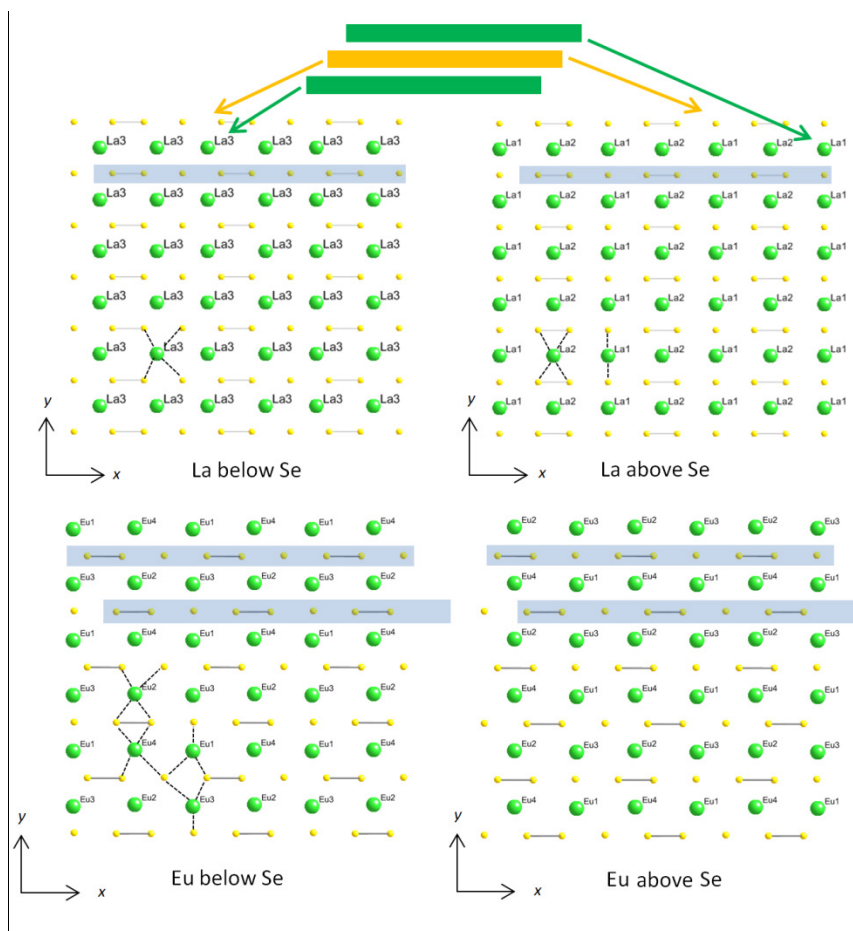 La3 La3 La3 La3 La3 La3
La3 La3 La3 La3 La3 La3
La3 La3 La3 La3 La3 La3
La3 La3 La3 La3 La3 La3
La3 La3 La3 La3 La3 La3
La3 La3 La3 La3 La3 La3
y
x
La below Se
La1 La2 La1 La2 La1 La2 La1
La1 La2 La1 La2 La1 La2 La1
La1 La2 La1 La2 La1 La2 La1
La1 La2 La1 La2 La1 La2 La1
La1 La2 La1 La2 La1 La2 La1
La1 La2 La1 La2 La1 La2 La1
y
x
La above Se
Eu1 Eu4 Eu1 Eu4 Eu1 Eu4
Eu3 Eu2 Eu3 Eu2 Eu3 Eu2
Eu1 Eu4 Eu1 Eu4 Eu1 Eu4
Eu3 Eu2 Eu3 Eu2 Eu3 Eu2
Eu1 Eu4 Eu1 Eu4 Eu1 Eu4
Eu3 Eu2 Eu3 Eu2 Eu3 Eu2
y
x
Eu below Se
Eu2 Eu3 Eu2 Eu3 Eu2 Eu3
Eu4 Eu1 Eu4 Eu1 Eu4 Eu1
Eu2 Eu3 Eu2 Eu3 Eu2 Eu3
Eu4 Eu1 Eu4 Eu1 Eu4 Eu1
Eu2 Eu3 Eu2 Eu3 Eu2 Eu3
Eu4 Eu1 Eu4 Eu1 Eu4 Eu1
y
x
Eu above Se